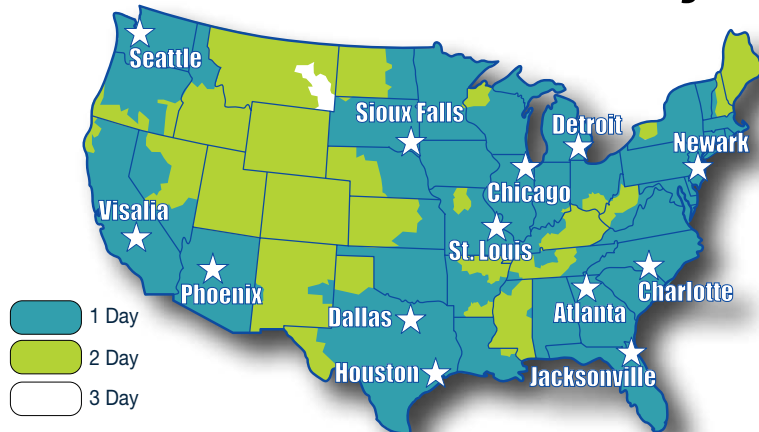 Seattle
Sioux Falls
Detroit
Newark
Chicago
Visalia
St. Louis
Phoenix
Charlotte
Atlanta
Dallas
Houston
Jacksonville
1 Day
2 Day
3 Day